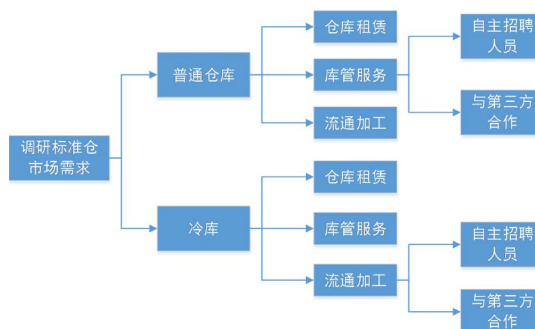 调研标准仓
市场需求
普通仓库
仓库租赁
库管服务
自主招聘
人员
与第三方
合作
流通加工
冷库
仓库租赁
库管服务
流通加工
自主招聘
人员
与第三方
合作